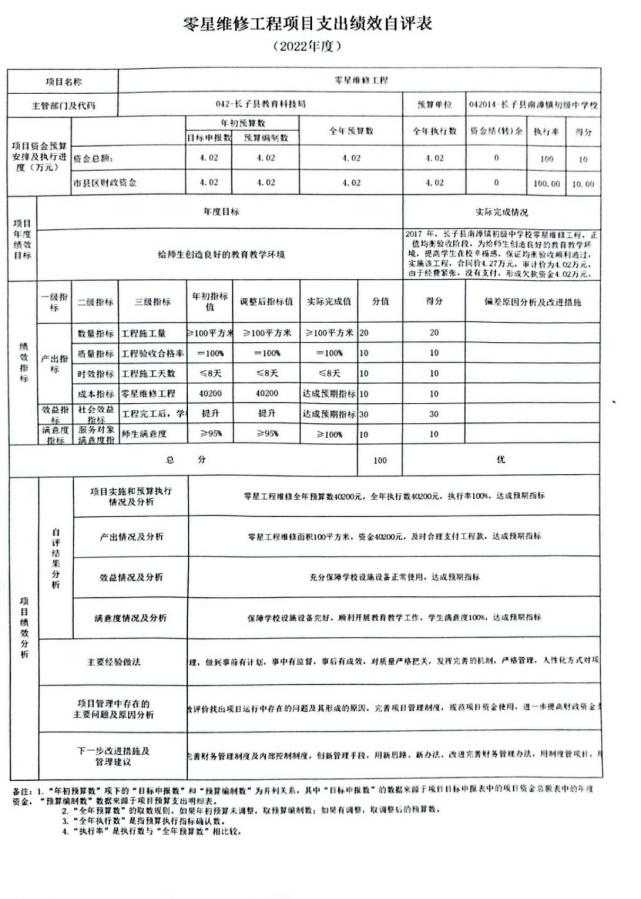 零星维修工程项目支出绩效自评表
（2022年度）
项目名称 零星维修工程
主管部门及代码 042-长子县教育科技局 预算单位 042014-长子县南漳镇初级中学校
项目资金预算安排及执行进度（万元） 年初预算数 全年预算数 全年执行数 资金结(转)余 执行率 得分
目标申报数 预算编制数
资金总额： 4.02 4.02 4.02 4.02 0 100 10
市县区财政资金 4.02 4.02 4.02 4.02 0 100.00 10.00
项目年度绩效目标 年度目标 实际完成情况
给师生创造良好的教育教学环境
2017 年，长子县南漳镇初级中学校零星维修工程，正
值均衡验收阶段，为给师生创造良好的教育教学环
境，提高学生在校幸福感，保证均衡验收顺利通过，
实施该工程，合同价4.27万元，审计价为4.02万元，
由于经费紧张，没有支付，形成欠款资金4.02万元。
绩效指标 一级指标 二级指标 三级指标 年初指标值 调整后指标值 实际完成值 分值 得分 偏差原因分析及改进措施
产出指标 数量指标 工程施工量 ≥100平方米 ≥100平方米 ≥100平方米 20 20
质量指标 工程验收合格率 =100% =100% =100% 10 10
时效指标 工程施工天数 ≤8天 ≤8天 ≤8天 10 10
成本指标 零星维修工程 40200 40200 达成预期指标 10 10
效益指标 社会效益指标 工程完工后，学 提升 提升 达成预期指标 30 30
满意度指标 服务对象满意度指 师生满意度 ≥95% ≥95% ≥100% 10 10
总 分 100 优
项目绩效分析 自评结果分析 项目实施和预算执行情况及分析 零星工程维修全年预算数40200元，全年执行数40200元，执行率100%，达成预期指标
产出情况及分析 零星工程维修面积100平方米，资金40200元，及时合理支付工程款，达成预期指标
效益情况及分析 充分保障学校设施设备正常使用，达成预期指标
满意度情况及分析 保障学校设施设备完好，顺利开展教育教学工作，学生满意度100%，达成预期指标
主要经验做法 理，做到事前有计划，事中有监督，事后有成效，对质量严格把关，发挥完善的机制，严格管理，人性化方式对项
项目管理中存在的主要问题及原因分析 效评价找出项目运行中存在的问题及其形成的原因，完善项目管理制度，规范项目资金使用，进一步提高财政资金
下一步改进措施及管理建议 完善财务管理制度及内部控制制度，创新管理手段，用新思路、新办法、改进完善财务管理办法，用制度管项目，
备注：1.“年初预算数”项下的“目标申报数”和“预算编制数”为并列关系，其中“目标申报数”的数据来源于项目目标申报表中的项目资金总额表中的年度
资金，“预算编制数”数据来源于项目预算支出明细表。
2.“全年预算数”的取数规则，如果年初预算未调整，取预算编制数；如果有调整，取调整后的预算数。
3.“全年执行数”是指预算执行指标确认数。
4.“执行率”是执行数与“全年预算数”相比较。